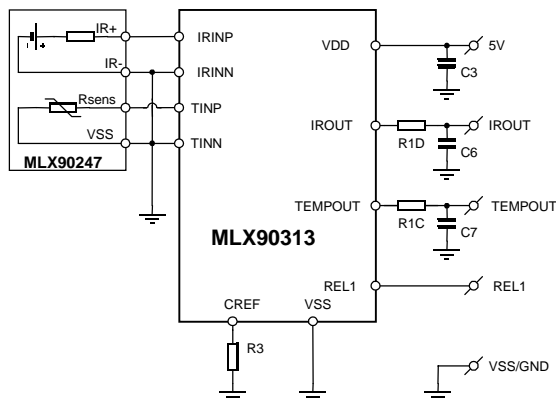 IR+
IR-
Rsens
VSS
MLX90247
IRINP
IRINN
TINP
TINN
VDD
IROUT
TEMPOUT
REL1
MLX90313
CREF
VSS
R3
5V
C3
R1D
IROUT
C6
R1C
TEMPOUT
C7
REL1
VSS/GND